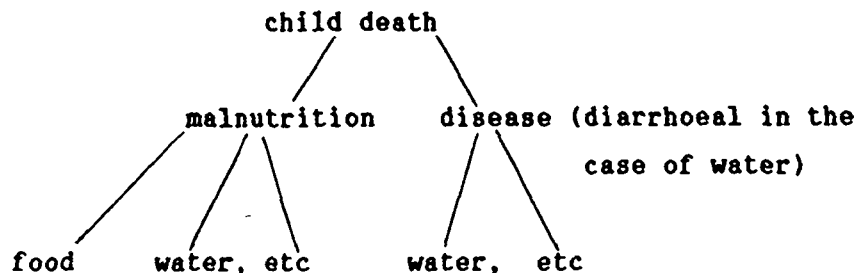 child death
malnutrition disease (diarrhoeal in the
case of water)
food water, etc water, etc